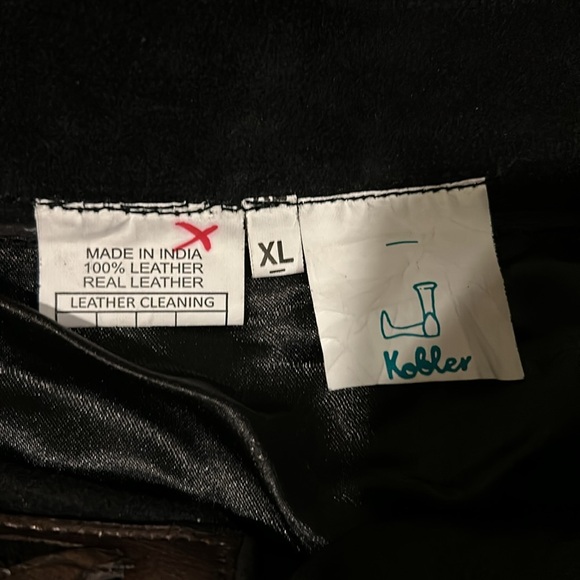 MADE IN INDIA
100% LEATHER
REAL LEATHER
LEATHER CLEANING
XL
Kobler